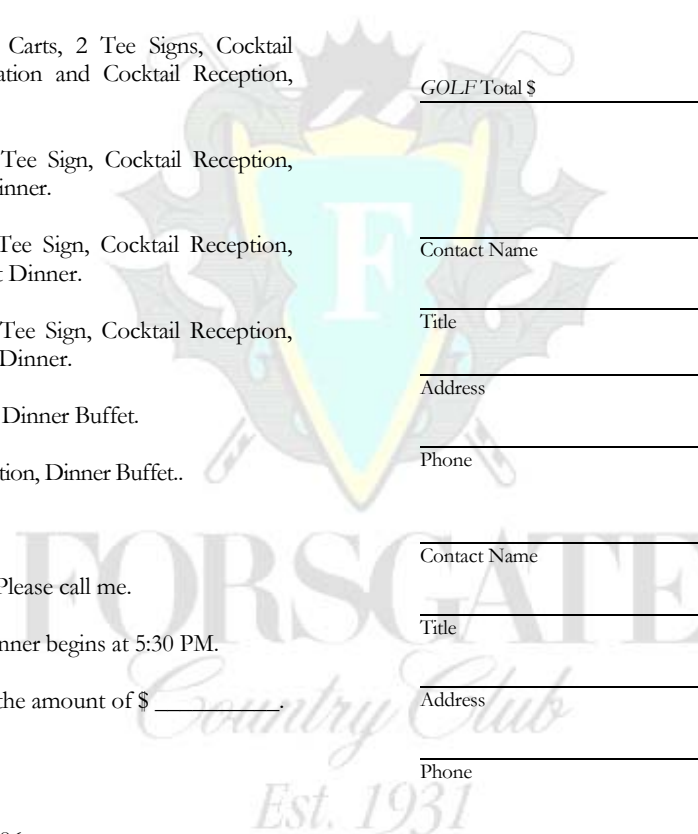 Carts, 2 Tee Signs, Cocktail
ation and Cocktail Reception,
Tee Sign, Cocktail Reception,
inner.
Tee Sign, Cocktail Reception,
t Dinner.
Tee Sign, Cocktail Reception,
Dinner.
Dinner Buffet.
tion, Dinner Buffet..
Please call me.
nner begins at 5:30 PM.
the amount of $ ___________.
GOLF Total $
Contact Name
Title
Address
Phone
Contact Name
Title
Address
Phone
F
FORSGATE
Country Club
Est. 1931